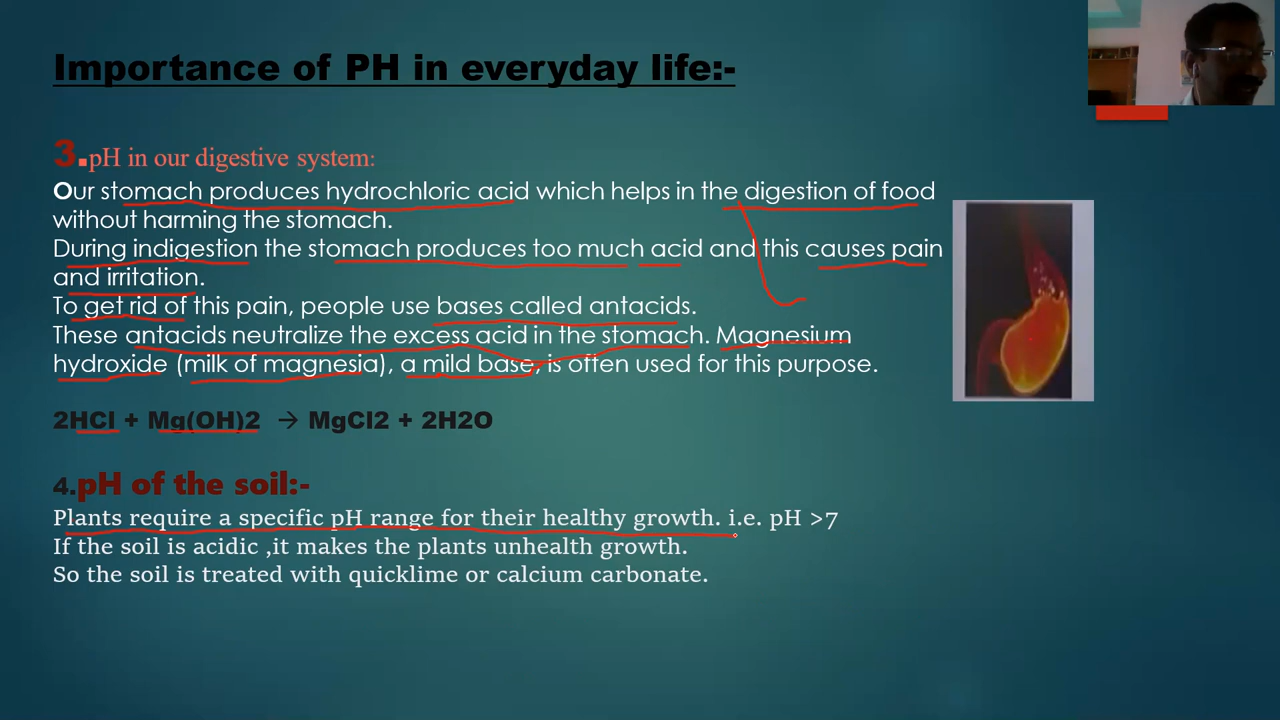 Importance of PH in everyday life:-
3.pH in our digestive system:
Our stomach produces hydrochloric acid which helps in the digestion of food
without harming the stomach.
During indigestion the stomach produces too much acid and this causes pain
and irritation.
To get rid of this pain, people use bases called antacids.
These antacids neutralize the excess acid in the stomach. Magnesium
hydroxide (milk of magnesia), a mild base, is often used for this purpose.
2HCl + Mg(OH)2 → MgCl2 + 2H2O
4.pH of the soil:-
Plants require a specific pH range for their healthy growth. i.e. pH >7
If the soil is acidic ,it makes the plants unhealth growth.
So the soil is treated with quicklime or calcium carbonate.